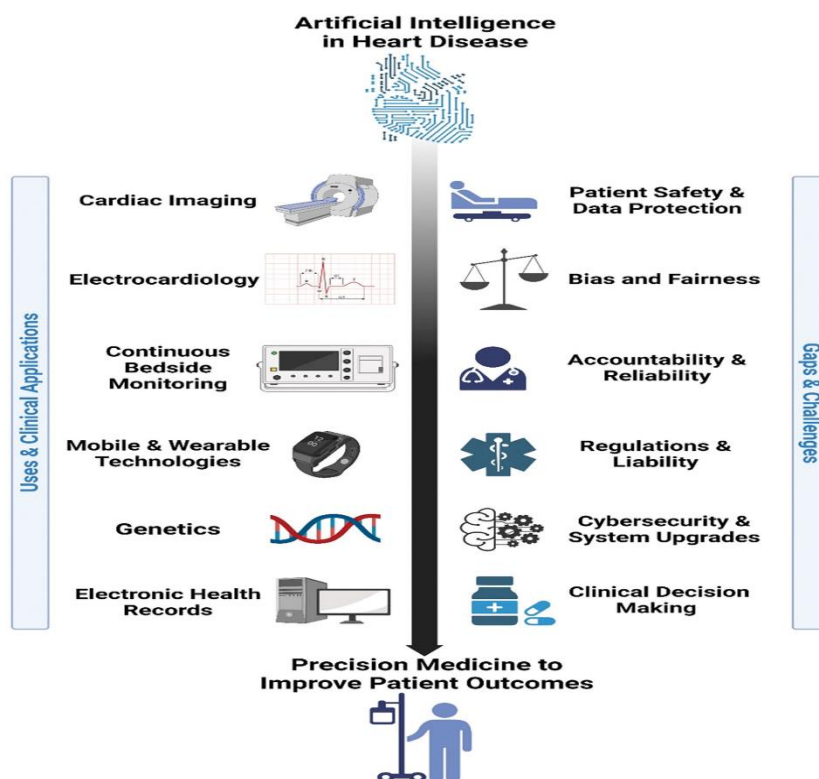 Artificial Intelligence
in Heart Disease
Uses & Clinical Applications
Cardiac Imaging
Electrocardiology
Continuous
Bedside
Monitoring
Mobile & Wearable
Technologies
Genetics
Electronic Health
Records
Patient Safety &
Data Protection
Bias and Fairness
Accountability &
Reliability
Regulations &
Liability
Cybersecurity &
System Upgrades
Clinical Decision
Making
Gaps & Challenges
Precision Medicine to
Improve Patient Outcomes